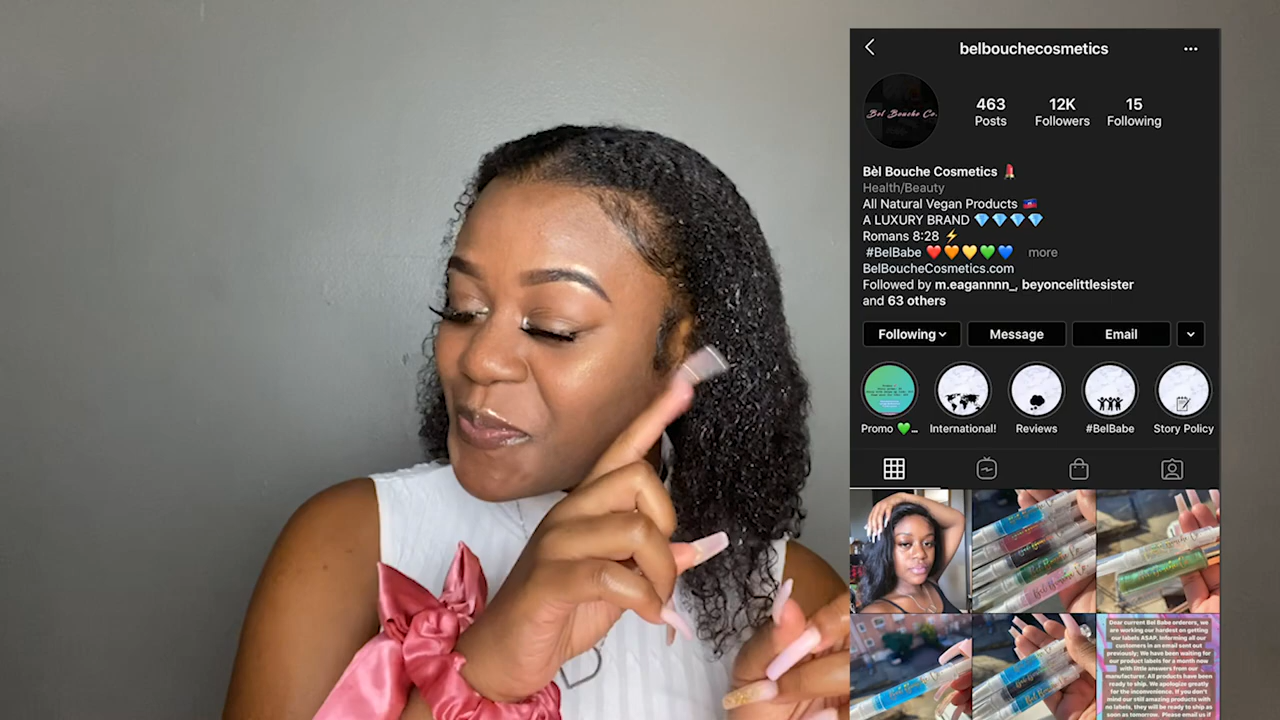 belbouchecosmetics
Bel Bouche Co.
463
Posts
12K
Followers
15
Following
Bèl Bouche Cosmetics 💄
Health/Beauty
All Natural Vegan Products 🇭🇹
A LUXURY BRAND 💎💎💎💎
Romans 8:28 ⚡
#BelBabe ❤️🧡💛💚💙 more
BelBoucheCosmetics.com
Followed by m.eagannnn_, beyoncelittlesister
and 63 others
Following
Message
Email
Promo 💚...
International!
Reviews
#BelBabe
Story Policy
Dear current Bel Babe orderers, we
are working our hardest on getting
our labels ASAP. Informing all our
customers in an email sent out
previously; We have been waiting for
our product labels for a month now
with little answers from our
manufacturer. All products have been
ready to ship. We apologize greatly
for the inconvenience. If you don't
mind our still amazing products with
no labels, they will be ready to ship as
soon as tomorrow. Please email us if